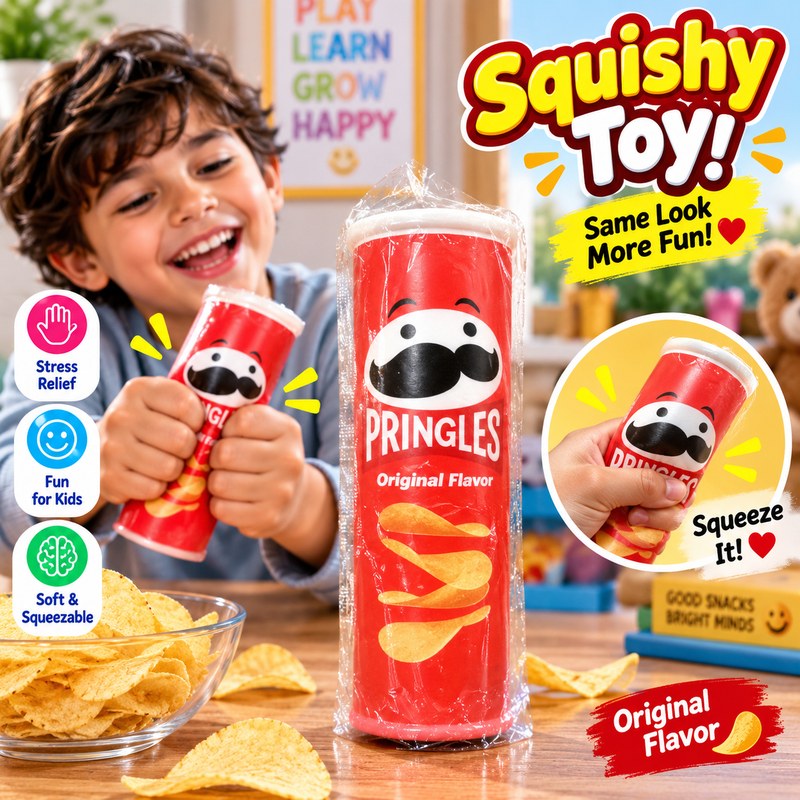 PLAY
LEARN
GROW
HAPPY
Squishy
Toy!
Same Look
More Fun!
Stress
Relief
Fun
for Kids
Soft &
Squeezable
PRINGLES
Original Flavor
PRINGLES
Squeeze
It!
GOOD SNACKS
BRIGHT MINDS
Original
Flavor